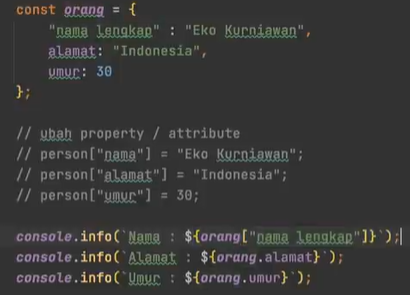 const orang = {
    "nama lengkap" : "Eko Kurniawan",
    alamat: "Indonesia",
    umur: 30
};
// ubah property / attribute
// person["nama"] = "Eko Kurniawan";
// person["alamat"] = "Indonesia";
// person["umur"] = 30;
console.info(`Nama : ${orang["nama lengkap"]}`);
console.info(`Alamat : ${orang.alamat}`);
console.info(`Umur : ${orang.umur}`);